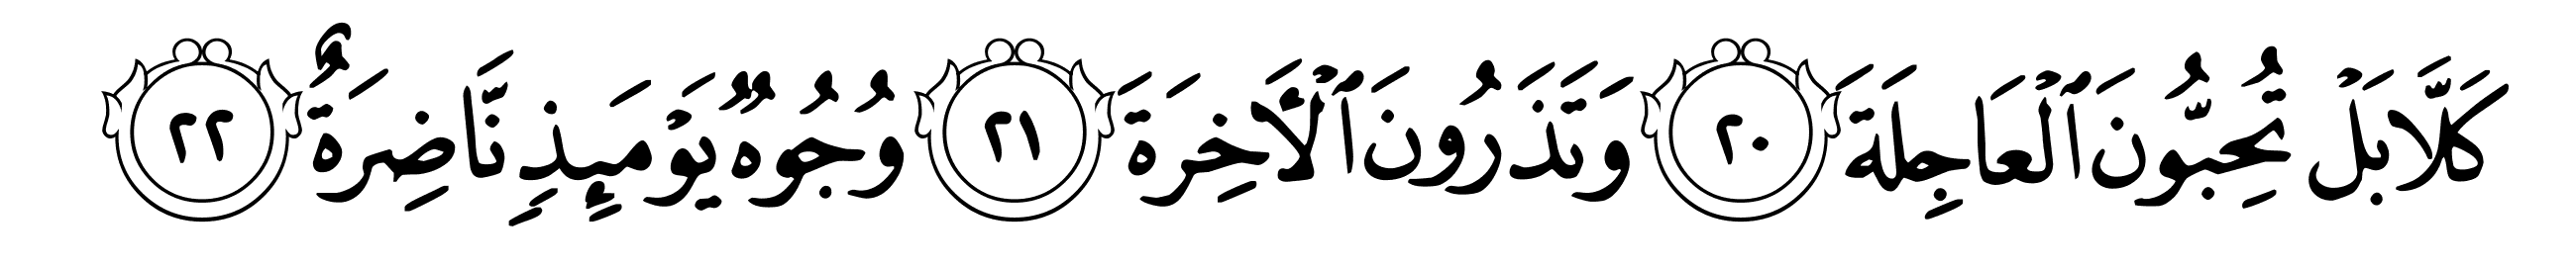 كَلَّا بَلْ تُحِبُّونَ ٱلْعَاجِلَةَ ٢٠ وَتَذَرُونَ ٱلْأَخِرَةَ ٢١ وُجُوهٌ يَوْمَئِذٍ نَّاضِرَةٌ ٢٢